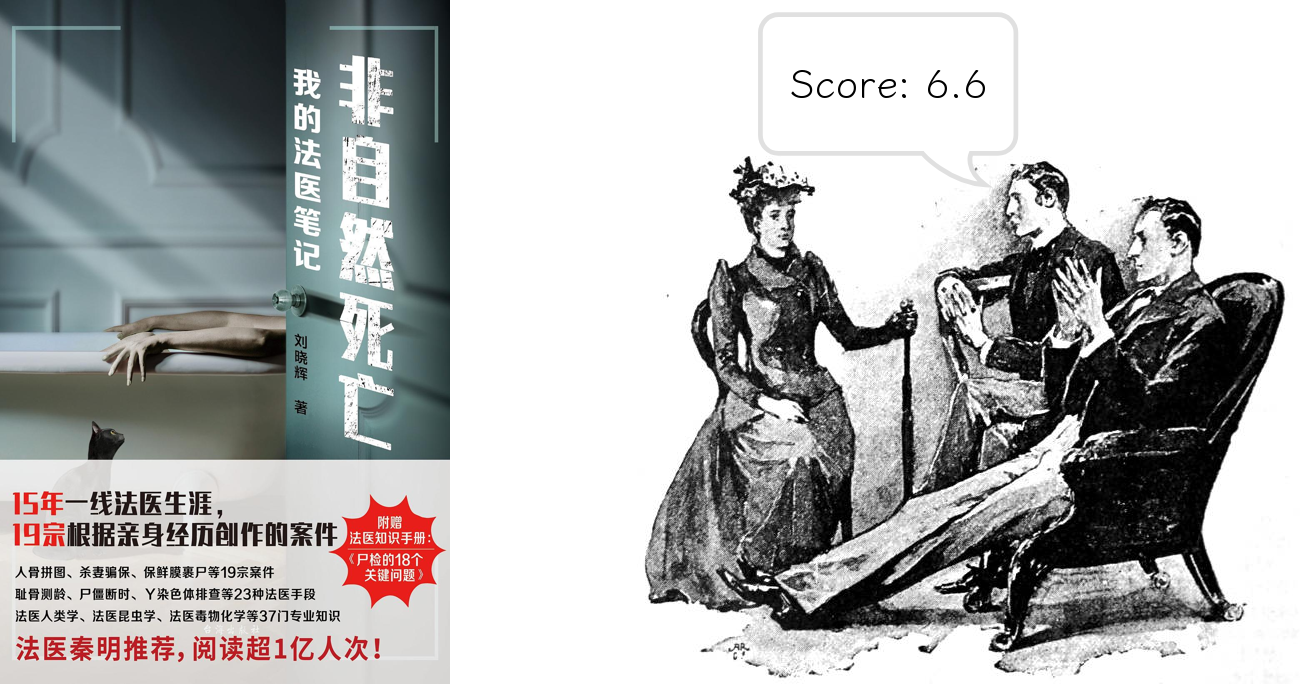 非自然死亡
我的法医笔记
刘晓辉 著
15年一线法医生涯，
19宗根据亲身经历创作的案件
附赠
法医知识手册：
《尸检的18个
关键问题》
人骨拼图、杀妻骗保、保鲜膜裹尸等19宗案件
耻骨测龄、尸僵断时、Y染色体排查等23种法医手段
法医人类学、法医昆虫学、法医毒物化学等37门专业知识
法医秦明推荐，阅读超1亿人次！
Score: 6.6